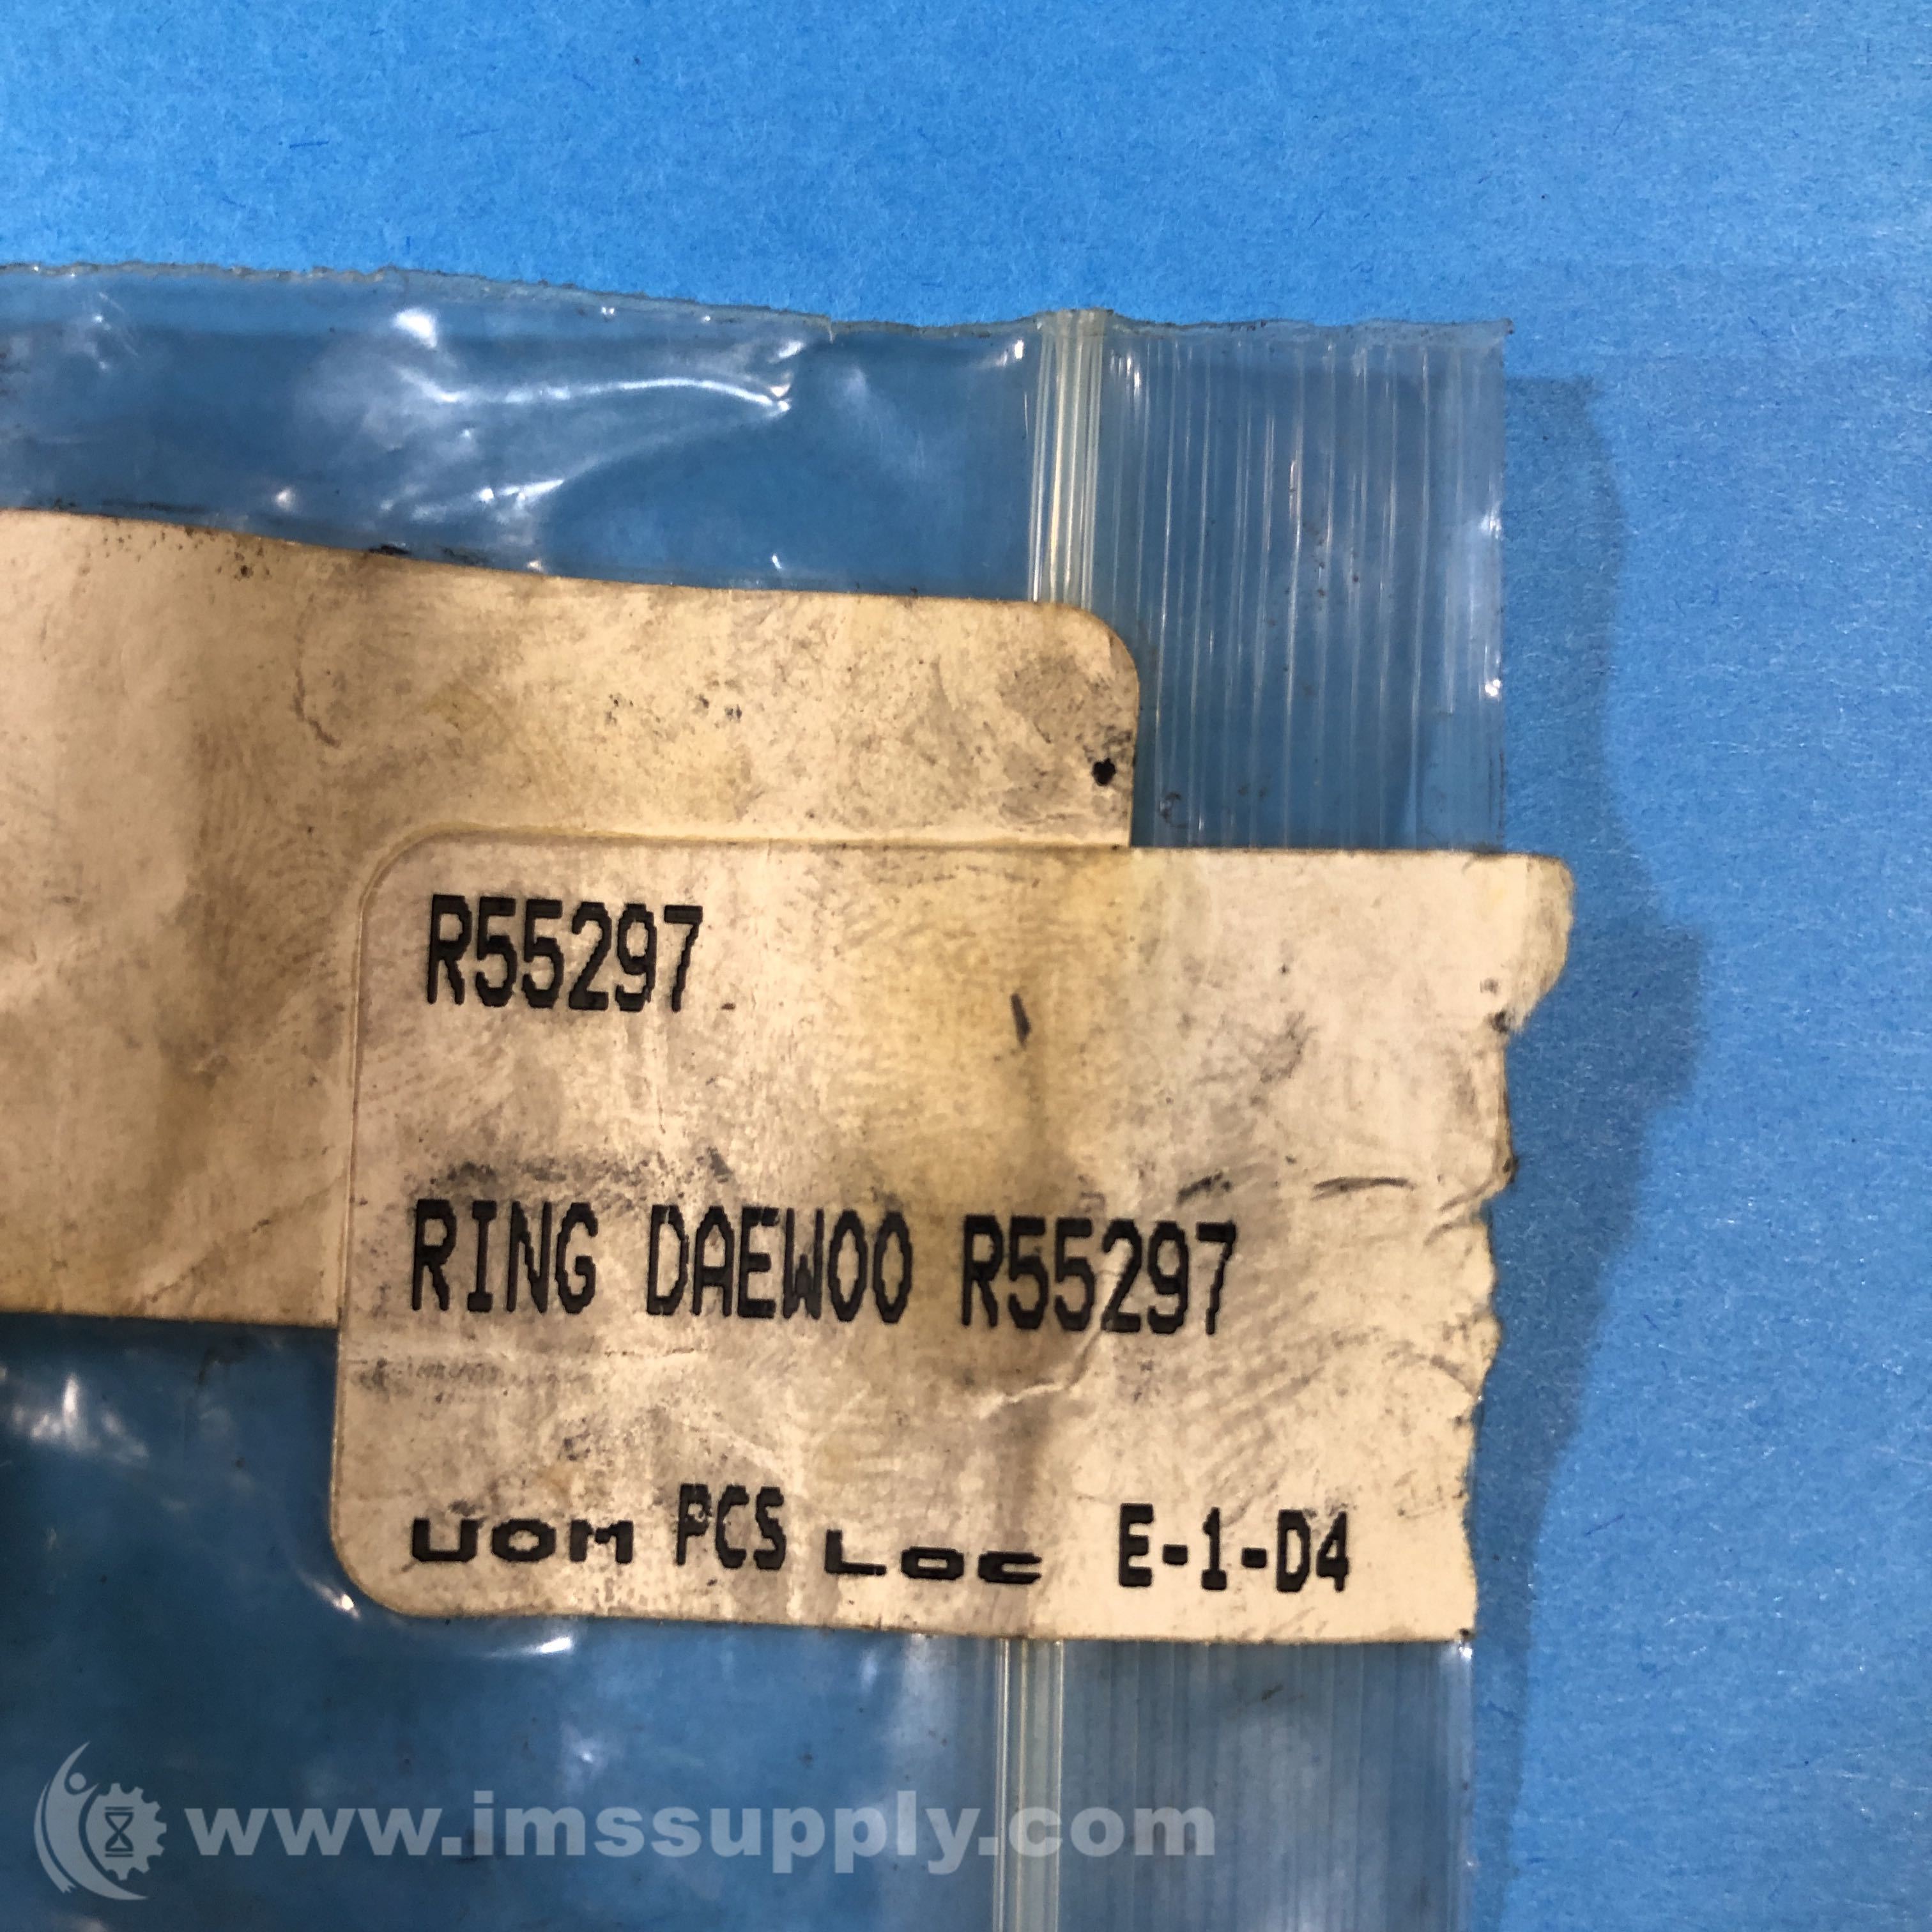 R55297
RING DAEWOO R55297
UOM PCS Loc E-1-D4
www.imssupply.com